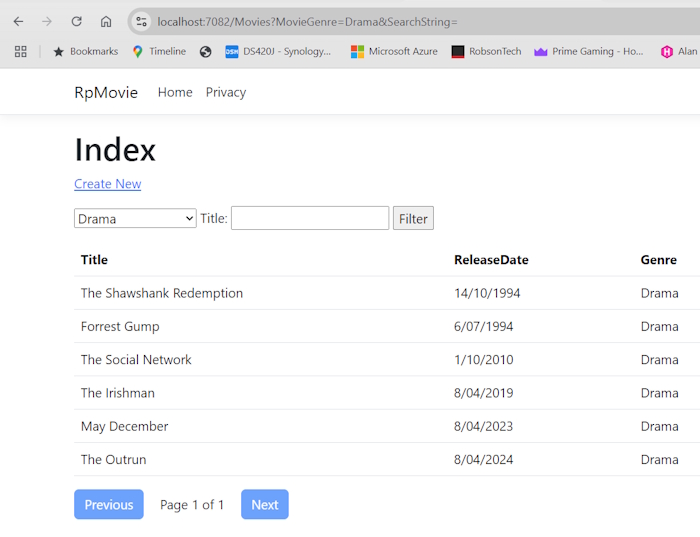 localhost:7082/Movies?MovieGenre=Drama&SearchString=
Bookmarks Timeline DSM DS420J - Synology... Microsoft Azure RobsonTech Prime Gaming - Ho... Alan
RpMovie Home Privacy
Index
Create New
Drama Title: Filter
Title ReleaseDate Genre
The Shawshank Redemption 14/10/1994 Drama
Forrest Gump 6/07/1994 Drama
The Social Network 1/10/2010 Drama
The Irishman 8/04/2019 Drama
May December 8/04/2023 Drama
The Outrun 8/04/2024 Drama
Previous Page 1 of 1 Next